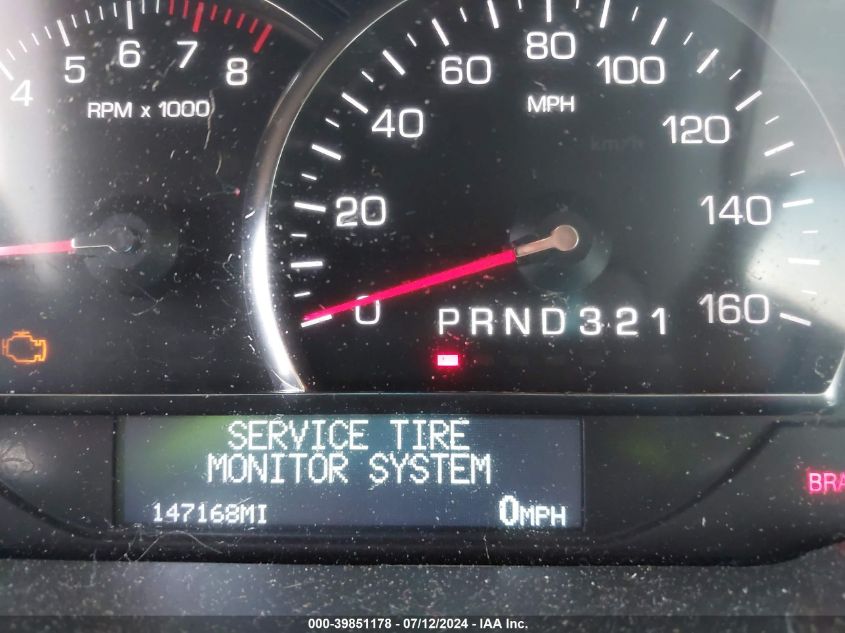 4 5 6 7 8
RPM x 1000
0 20 40 60 80 100 120 140 160
MPH
km/h
PRND321
SERVICE TIRE
MONITOR SYSTEM
147168MI 0MPH
BRA
000-39851178 - 07/12/2024 - IAA Inc.